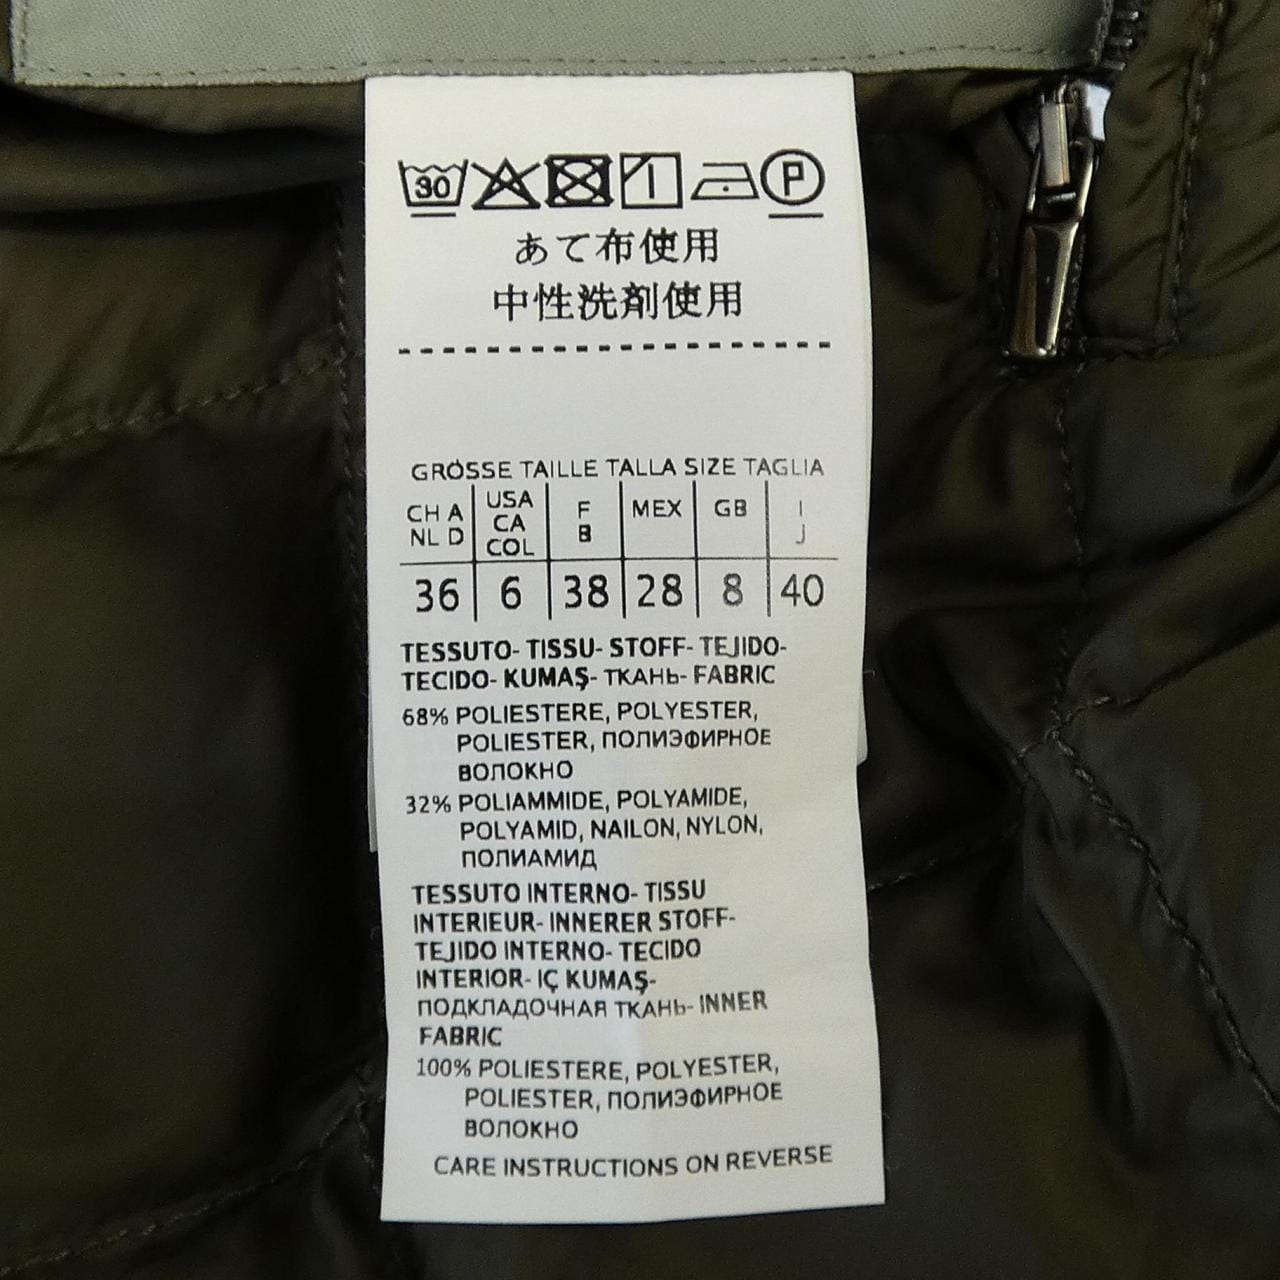 30 P
あて布使用
中性洗剤使用
GRÖSSE TAILLE TALLA SIZE TAGLIA
CH A NL D USA CA COL F B MEX GB I J
36 6 38 28 8 40
TESSUTO- TISSU- STOFF- TEJIDO-
TECIDO- KUMAŞ- ТКАНЬ- FABRIC
68% POLIESTERE, POLYESTER,
POLIESTER, ПОЛИЭФИРНОЕ
ВОЛОКНО
32% POLIAMMIDE, POLYAMIDE,
POLYAMID, NAILON, NYLON,
ПОЛИАМИД
TESSUTO INTERNO- TISSU
INTERIEUR- INNERER STOFF-
TEJIDO INTERNO- TECIDO
INTERIOR- IÇ KUMAŞ-
ПОДКЛАДОЧНАЯ ТКАНЬ- INNER
FABRIC
100% POLIESTERE, POLYESTER,
POLIESTER, ПОЛИЭФИРНОЕ
ВОЛОКНО
CARE INSTRUCTIONS ON REVERSE